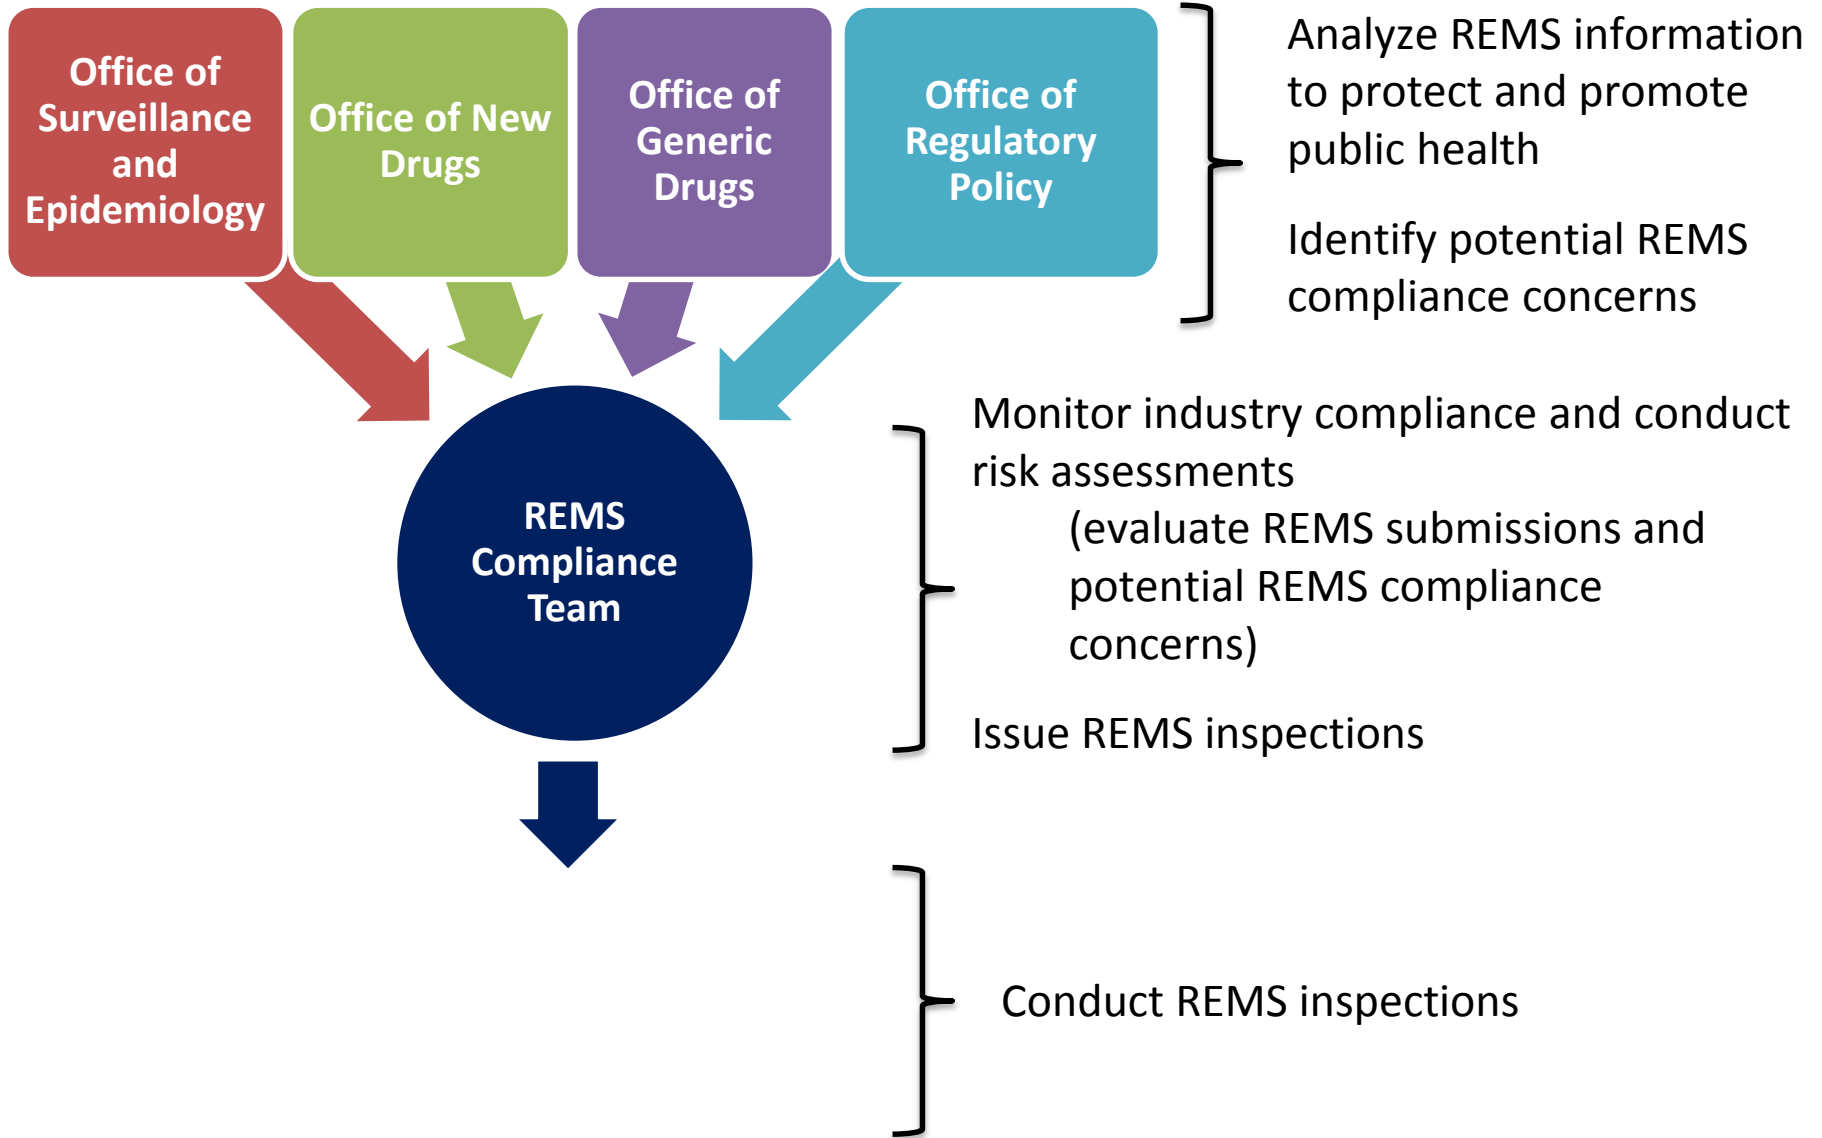 Office of
Surveillance
and
Epidemiology
Office of New
Drugs
Office of
Generic
Drugs
Office of
Regulatory
Policy
Analyze REMS information
to protect and promote
public health
Identify potential REMS
compliance concerns
REMS
Compliance
Team
Monitor industry compliance and conduct
risk assessments
(evaluate REMS submissions and
potential REMS compliance
concerns)
Issue REMS inspections
Conduct REMS inspections